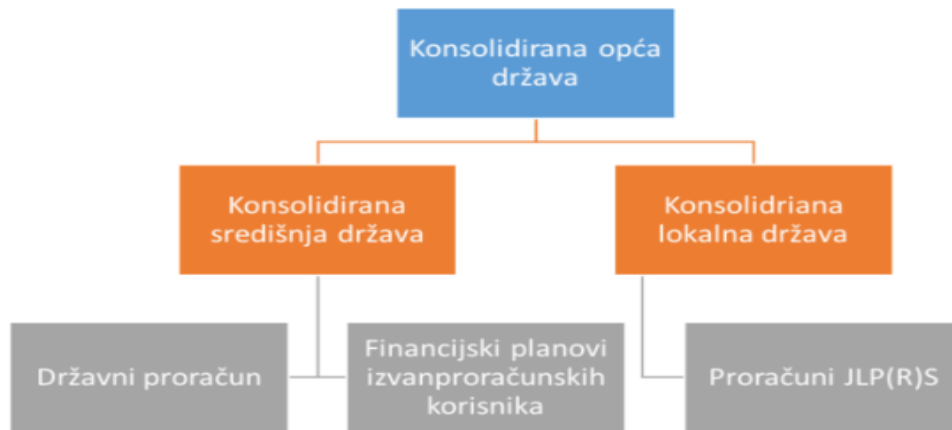 Konsolidirana opća
država
Konsolidirana
središnja država
Konsolidriana
lokalna država
Državni proračun
Financijski planovi
izvanproračunskih
korisnika
Proračuni JLP(R)S